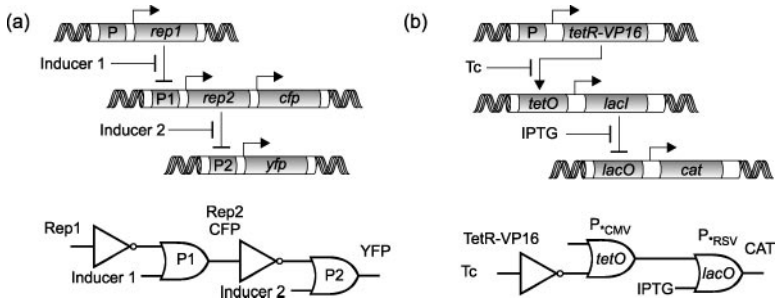 (a)
P rep1
Inducer 1
P1 rep2 cfp
Inducer 2
P2 yfp
Rep1
Inducer 1
P1
Rep2
CFP
Inducer 2
P2
YFP
(b)
P tetR-VP16
Tc
tetO lacI
IPTG
lacO cat
TetR-VP16
Tc
P*CMV
tetO
P*RSV
IPTG
lacO
CAT